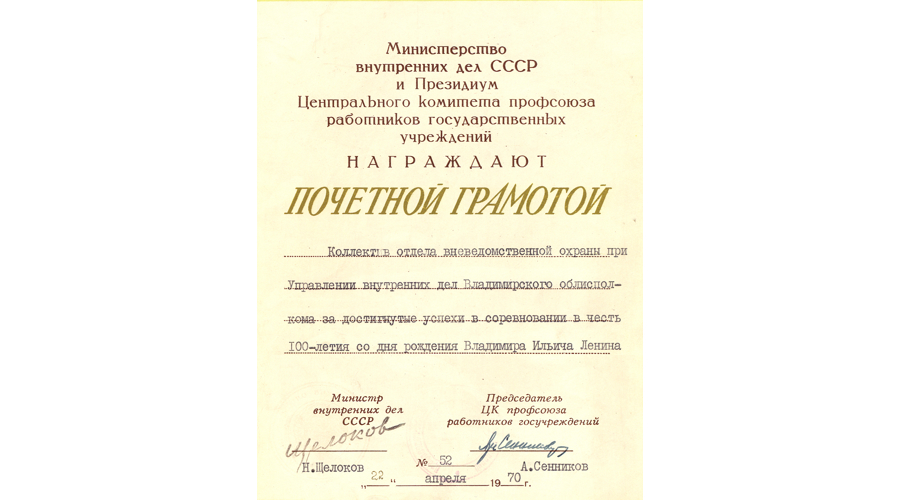 Министерство
внутренних дел СССР
и Президиум
Центрального комитета профсоюза
работников государственных
учреждений
НАГРАЖДАЮТ
ПОЧЕТНОЙ ГРАМОТОЙ
Коллектив отдела вневедомственной охраны при
Управлении внутренних дел Владимирского облиспол-
кома за достигнутые успехи в соревновании в честь
100-летия со дня рождения Владимира Ильича Ленина
Министр
внутренних дел
СССР
Щелоков
Н.Щелоков
Председатель
ЦК профсоюза
работников госучреждений
А.Сенников
№ 52
„22“ апреля 1970 г.